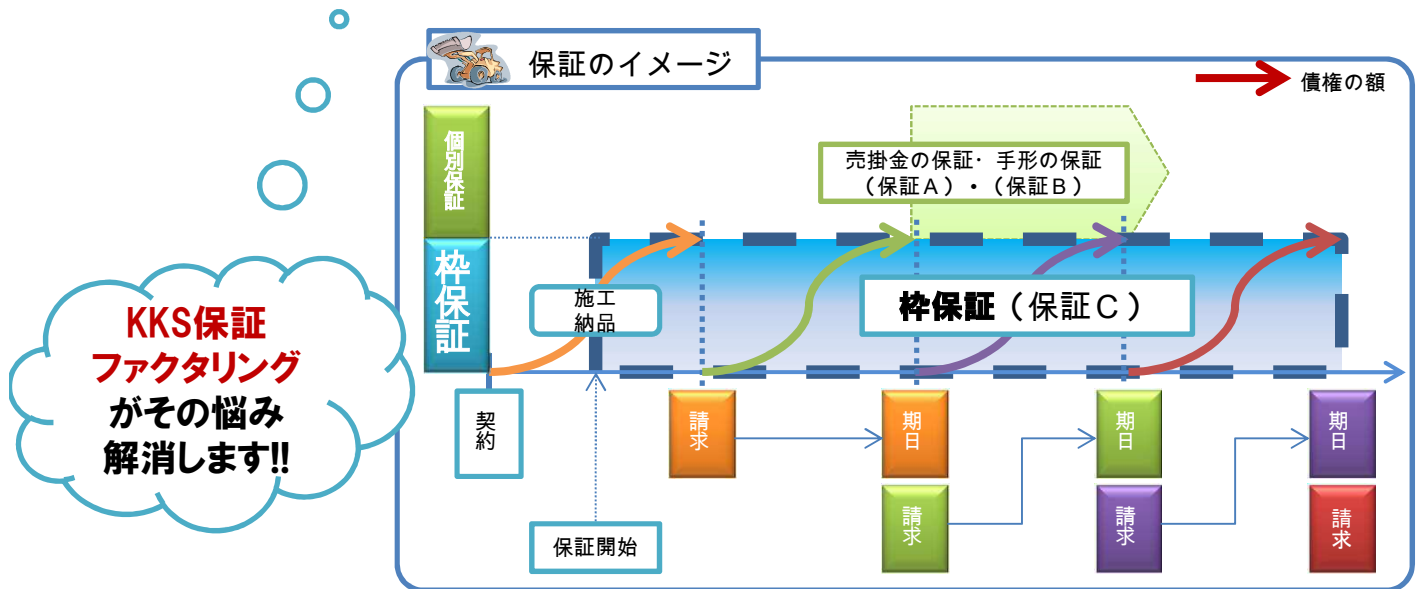 保証のイメージ
債権の額
個別保証
売掛金の保証・手形の保証
（保証Ａ）・（保証Ｂ）
枠保証
施工
納品
枠保証（保証Ｃ）
KKS保証
ファクタリング
がその悩み
解消します!!
契約
請求
期日
期日
期日
請求
請求
請求
保証開始